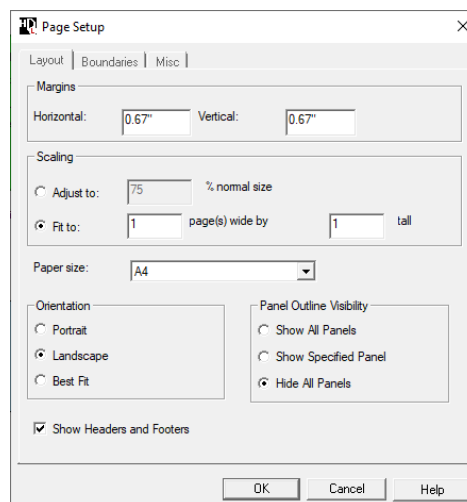 Page Setup
Layout Boundaries Misc
Margins
Horizontal: 0.67" Vertical: 0.67"
Scaling
Adjust to: 75 % normal size
Fit to: 1 page(s) wide by 1 tall
Paper size: A4
Orientation
Portrait
Landscape
Best Fit
Panel Outline Visibility
Show All Panels
Show Specified Panel
Hide All Panels
Show Headers and Footers
OK Cancel Help